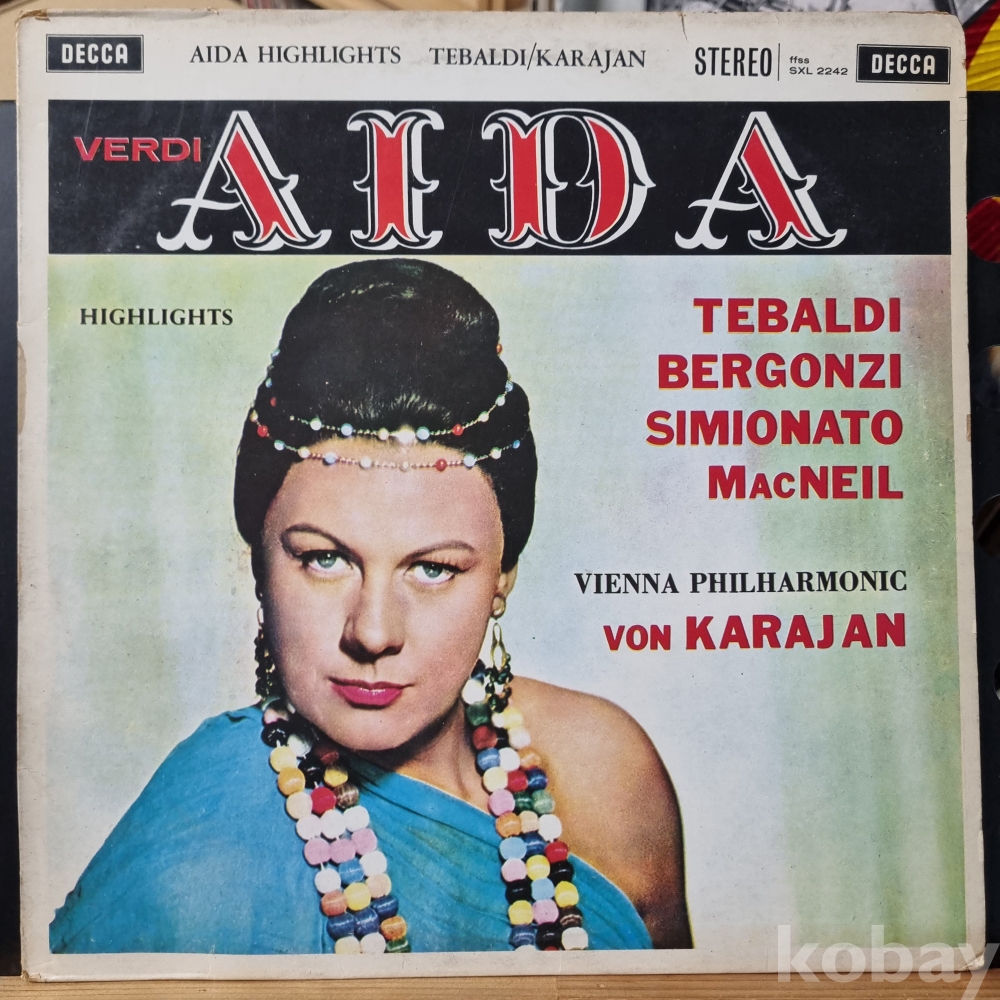 DECCA
AIDA HIGHLIGHTS TEBALDI/KARAJAN
STEREO
ffss
SXL 2242
DECCA
VERDI
AIDA
HIGHLIGHTS
TEBALDI
BERGONZI
SIMIONATO
MACNEIL
VIENNA PHILHARMONIC
VON KARAJAN
kobay